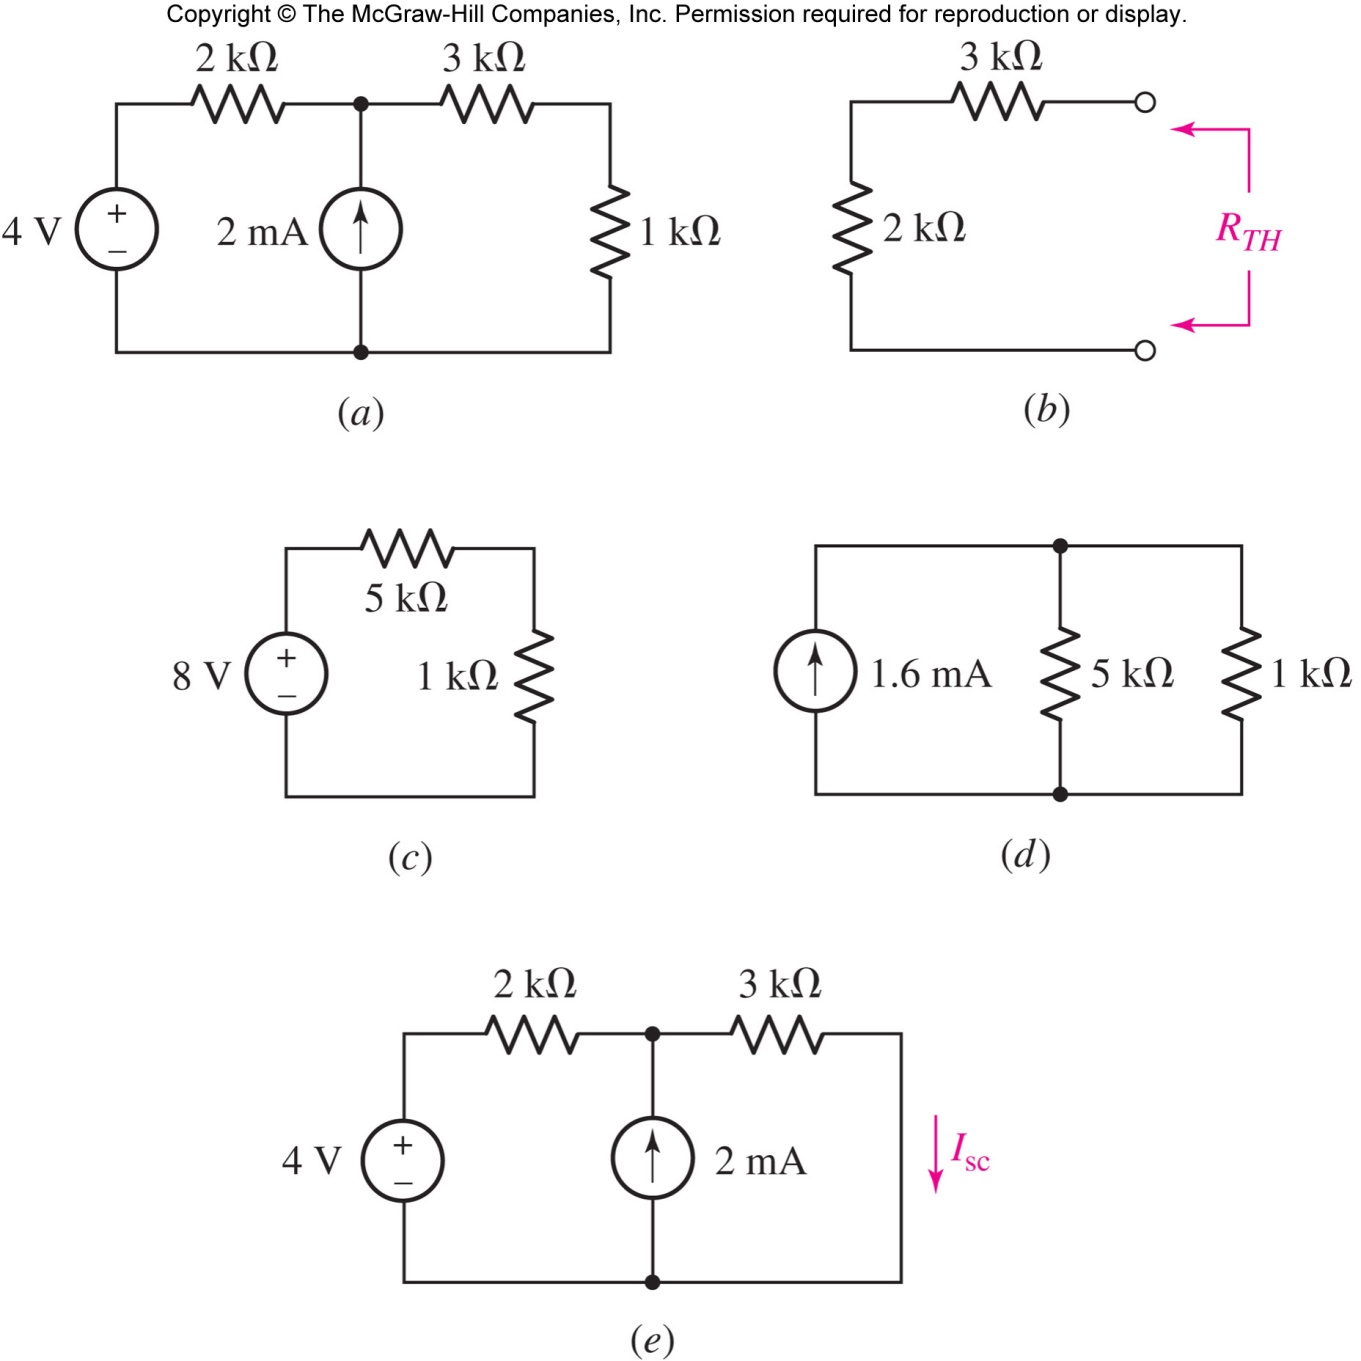 Copyright © The McGraw-Hill Companies, Inc. Permission required for reproduction or display.
2 kΩ
3 kΩ
4 V
+
−
2 mA
1 kΩ
(a)
3 kΩ
2 kΩ
R_TH
(b)
5 kΩ
8 V
+
−
1 kΩ
(c)
1.6 mA
5 kΩ
1 kΩ
(d)
2 kΩ
3 kΩ
4 V
+
−
2 mA
I_sc
(e)